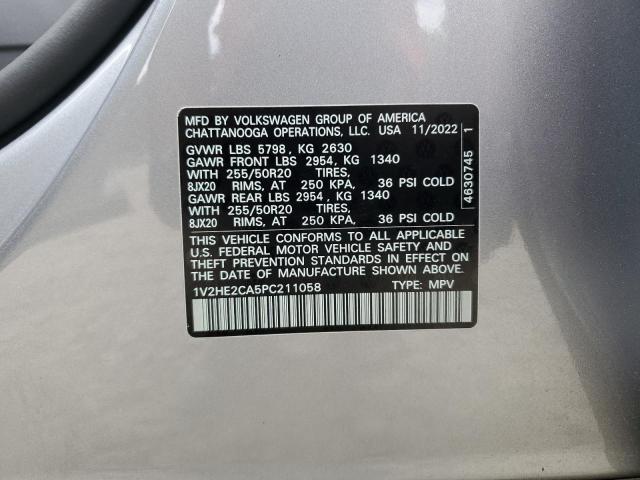 MFD BY VOLKSWAGEN GROUP OF AMERICA
CHATTANOOGA OPERATIONS, LLC. USA 11/2022
GVWR LBS 5798, KG 2630
GAWR FRONT LBS 2954, KG 1340
WITH 255/50R20 TIRES,
8JX20 RIMS, AT 250 KPA, 36 PSI COLD
GAWR REAR LBS 2954, KG 1340
WITH 255/50R20 TIRES,
8JX20 RIMS, AT 250 KPA, 36 PSI COLD
THIS VEHICLE CONFORMS TO ALL APPLICABLE
U.S. FEDERAL MOTOR VEHICLE SAFETY AND
THEFT PREVENTION STANDARDS IN EFFECT ON
THE DATE OF MANUFACTURE SHOWN ABOVE.
1V2HE2CA5PC211058 TYPE: MPV
4630745 1